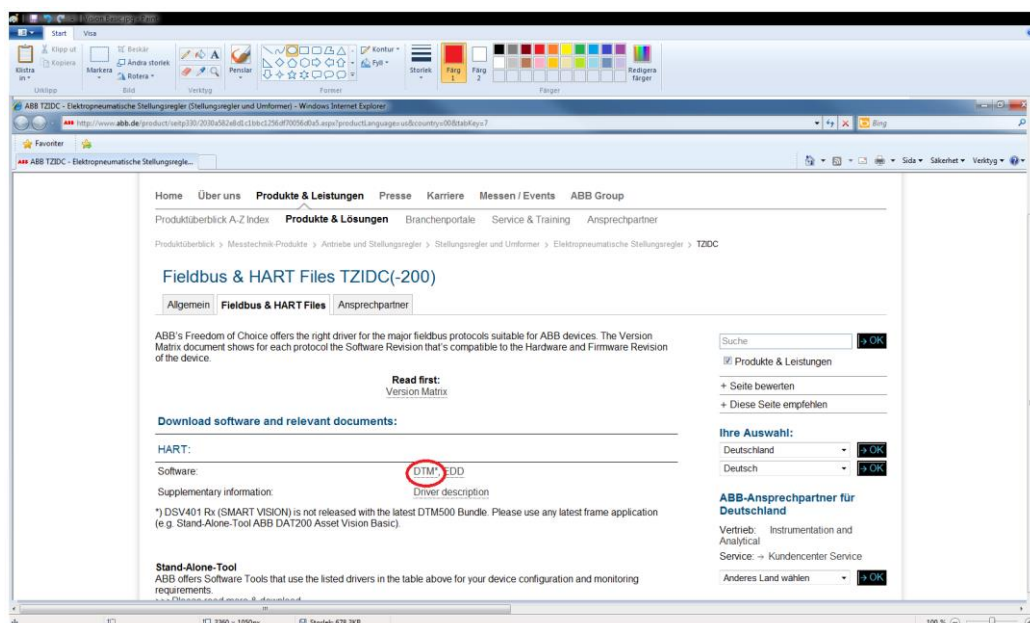 Vision Basic.jpg - Paint
Start Visa
Klistra in
Klipp ut
Kopiera
Urklipp
Markera
Beskär
Ändra storlek
Rotera
Bild
Verktyg
Penslar
Kontur
Fyll
Former
Storlek
Färg 1
Färg 2
Redigera färger
Färger
ABB TZIDC - Elektropneumatische Stellungsregler (Stellungsregler und Umformer) - Windows Internet Explorer
Bing
Favoriter
ABB ABB TZIDC - Elektropneumatische Stellungsregle...
Sida Säkerhet Verktyg
Home Über uns Produkte & Leistungen Presse Karriere Messen / Events ABB Group
Produktüberblick A-Z Index Produkte & Lösungen Branchenportale Service & Training Ansprechpartner
Produktüberblick > Messtechnik-Produkte > Antriebe und Stellungsregler > Stellungsregler und Umformer > Elektropneumatische Stellungsregler > TZIDC
Fieldbus & HART Files TZIDC(-200)
Allgemein Fieldbus & HART Files Ansprechpartner
ABB's Freedom of Choice offers the right driver for the major fieldbus protocols suitable for ABB devices. The Version
Matrix document shows for each protocol the Software Revision that's compatible to the Hardware and Firmware Revision
of the device.
Read first:
Version Matrix
Download software and relevant documents:
HART:
Software: DTM*, EDD
Supplementary information: Driver description
*) DSV401 Rx (SMART VISION) is not released with the latest DTM500 Bundle. Please use any latest frame application
(e.g. Stand-Alone-Tool ABB DAT200 Asset Vision Basic).
Stand-Alone-Tool
ABB offers Software Tools that use the listed drivers in the table above for your device configuration and monitoring
requirements.
Suche OK
Produkte & Leistungen
+ Seite bewerten
+ Diese Seite empfehlen
Ihre Auswahl:
Deutschland OK
Deutsch OK
ABB-Ansprechpartner für
Deutschland
Vertrieb: Instrumentation and
Analytical
Service: → Kundencenter Service
Anderes Land wählen OK
100 %